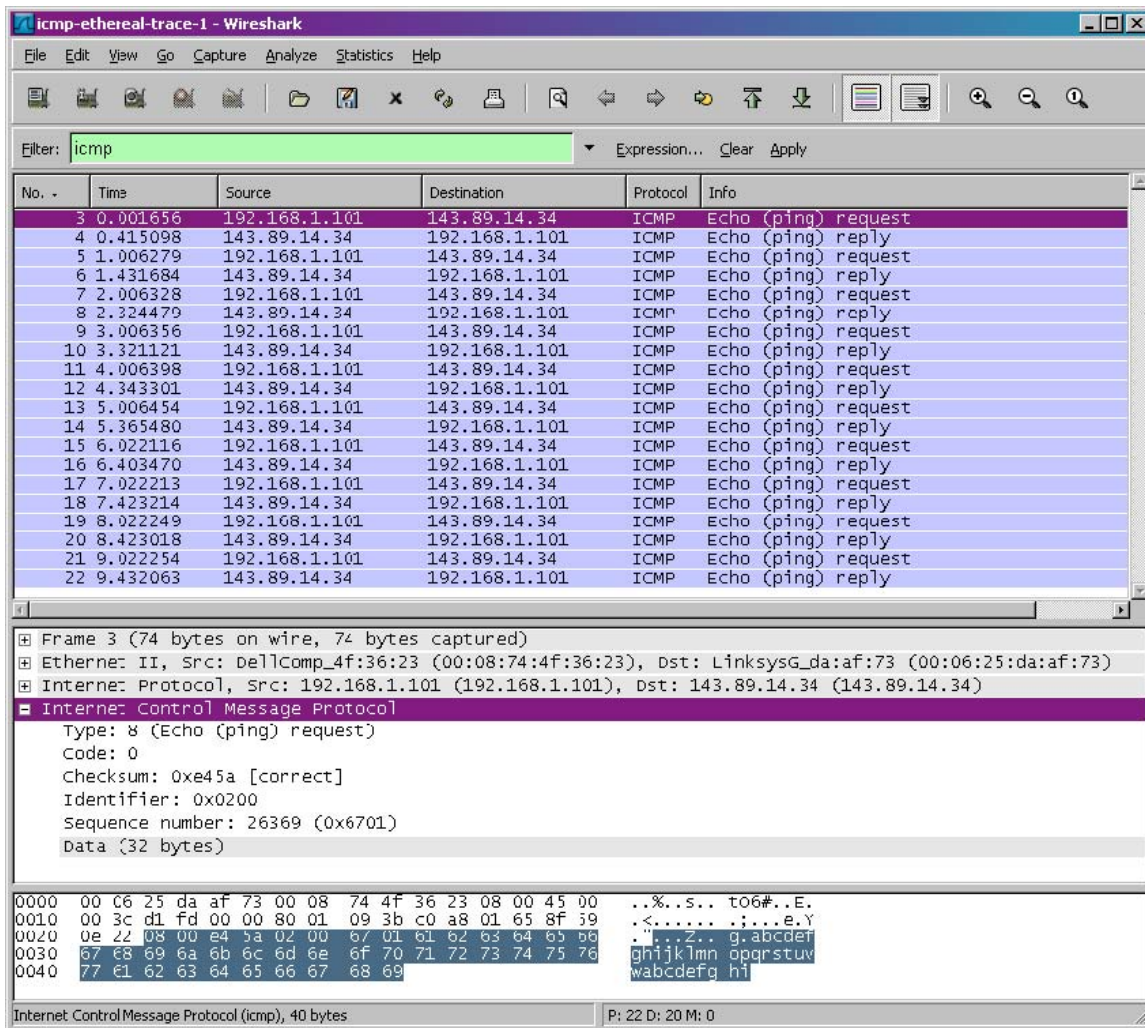 icmp-ethereal-trace-1 - Wireshark
File Edit View Go Capture Analyze Statistics Help
Filter: icmp Expression... Clear Apply
No. - Time Source Destination Protocol Info
3 0.001656 192.168.1.101 143.89.14.34 ICMP Echo (ping) request
4 0.415098 143.89.14.34 192.168.1.101 ICMP Echo (ping) reply
5 1.006279 192.168.1.101 143.89.14.34 ICMP Echo (ping) request
6 1.431684 143.89.14.34 192.168.1.101 ICMP Echo (ping) reply
7 2.006328 192.168.1.101 143.89.14.34 ICMP Echo (ping) request
8 2.324479 143.89.14.34 192.168.1.101 ICMP Echo (ping) reply
9 3.006356 192.168.1.101 143.89.14.34 ICMP Echo (ping) request
10 3.321121 143.89.14.34 192.168.1.101 ICMP Echo (ping) reply
11 4.006398 192.168.1.101 143.89.14.34 ICMP Echo (ping) request
12 4.343301 143.89.14.34 192.168.1.101 ICMP Echo (ping) reply
13 5.006454 192.168.1.101 143.89.14.34 ICMP Echo (ping) request
14 5.365480 143.89.14.34 192.168.1.101 ICMP Echo (ping) reply
15 6.022116 192.168.1.101 143.89.14.34 ICMP Echo (ping) request
16 6.403470 143.89.14.34 192.168.1.101 ICMP Echo (ping) reply
17 7.022213 192.168.1.101 143.89.14.34 ICMP Echo (ping) request
18 7.423214 143.89.14.34 192.168.1.101 ICMP Echo (ping) reply
19 8.022249 192.168.1.101 143.89.14.34 ICMP Echo (ping) request
20 8.423018 143.89.14.34 192.168.1.101 ICMP Echo (ping) reply
21 9.022254 192.168.1.101 143.89.14.34 ICMP Echo (ping) request
22 9.432063 143.89.14.34 192.168.1.101 ICMP Echo (ping) reply
Frame 3 (74 bytes on wire, 74 bytes captured)
Ethernet II, Src: DellComp_4f:36:23 (00:08:74:4f:36:23), Dst: LinksysG_da:af:73 (00:06:25:da:af:73)
Internet Protocol, Src: 192.168.1.101 (192.168.1.101), Dst: 143.89.14.34 (143.89.14.34)
Internet Control Message Protocol
Type: 8 (Echo (ping) request)
Code: 0
Checksum: 0xe45a [correct]
Identifier: 0x0200
Sequence number: 26369 (0x6701)
Data (32 bytes)
0000 00 06 25 da af 73 00 08 74 4f 36 23 08 00 45 00 ..%..s.. tO6#..E.
0010 00 3c d1 fd 00 00 80 01 09 3b c0 a8 01 65 8f 59 .<...... .;...e.Y
0020 0e 22 08 00 e4 5a 02 00 67 01 61 62 63 64 65 66 ."...Z.. g.abcdef
0030 67 68 69 6a 6b 6c 6d 6e 6f 70 71 72 73 74 75 76 ghijklmn opqrstuv
0040 77 61 62 63 64 65 66 67 68 69 wabcdefg hi
Internet Control Message Protocol (icmp), 40 bytes P: 22 D: 20 M: 0